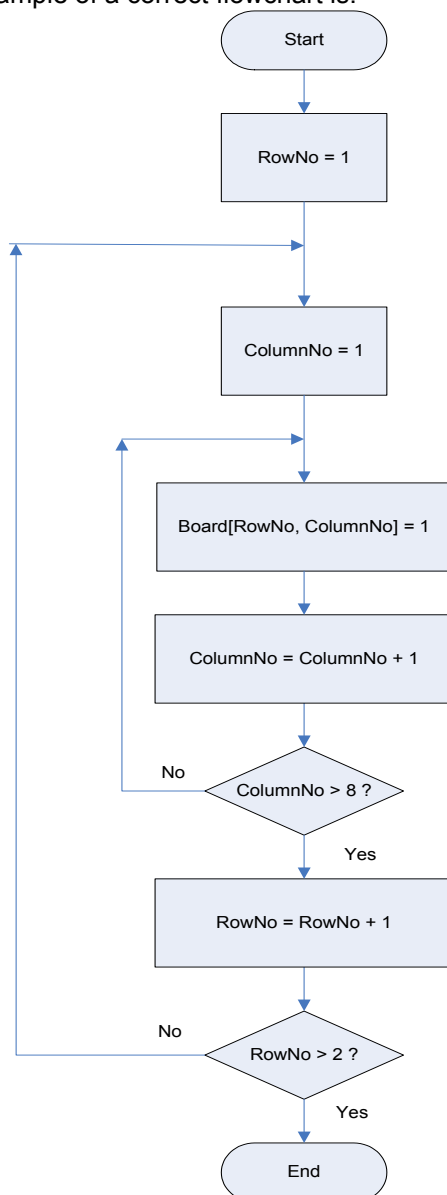 of a correct flowchart is:
Start
RowNo = 1
ColumnNo = 1
Board[RowNo, ColumnNo] = 1
ColumnNo = ColumnNo + 1
No
ColumnNo > 8 ?
Yes
RowNo = RowNo + 1
No
RowNo > 2 ?
Yes
End